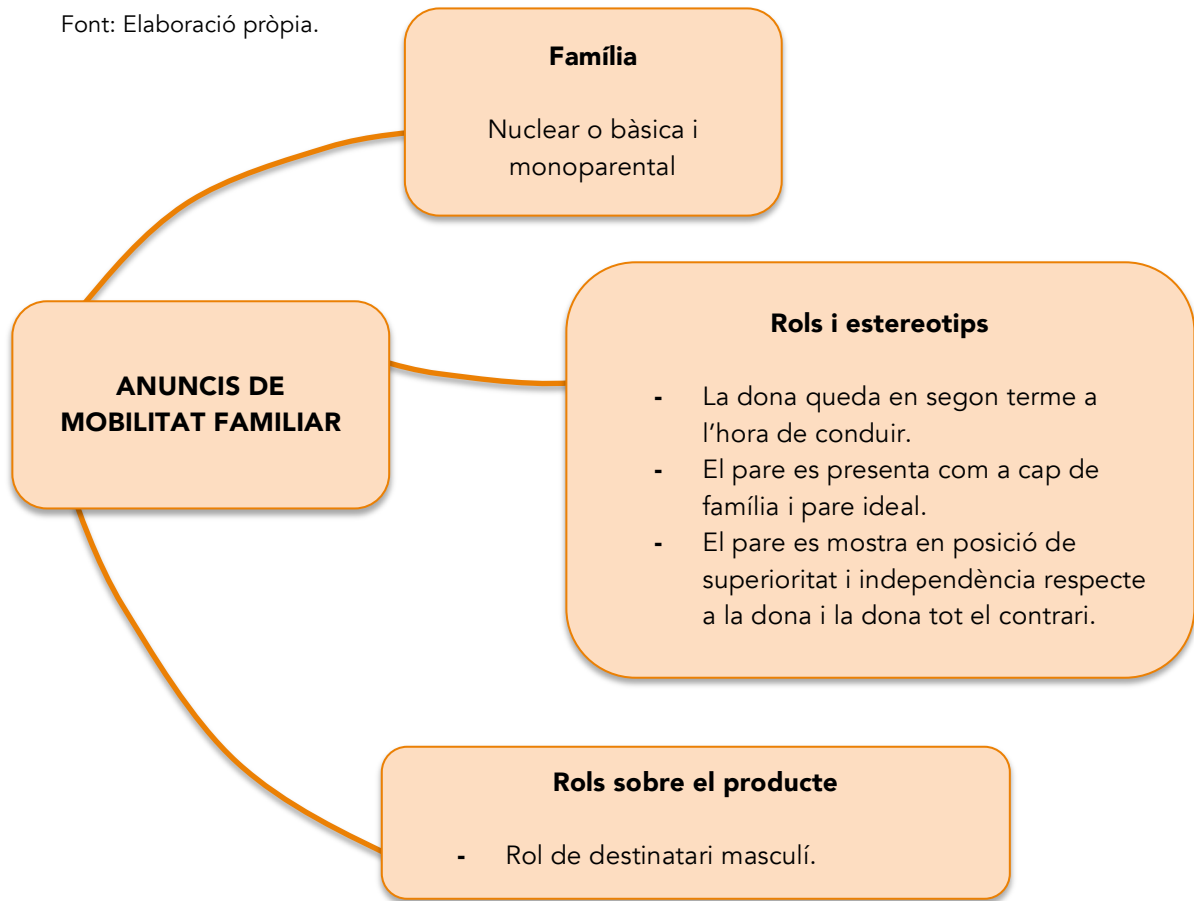 Font: Elaboració pròpia.
Família
Nuclear o bàsica i
monoparental
ANUNCIS DE
MOBILITAT FAMILIAR
Rols i estereotips
- La dona queda en segon terme a
l’hora de conduir.
- El pare es presenta com a cap de
família i pare ideal.
- El pare es mostra en posició de
superioritat i independència respecte
a la dona i la dona tot el contrari.
Rols sobre el producte
- Rol de destinatari masculí.